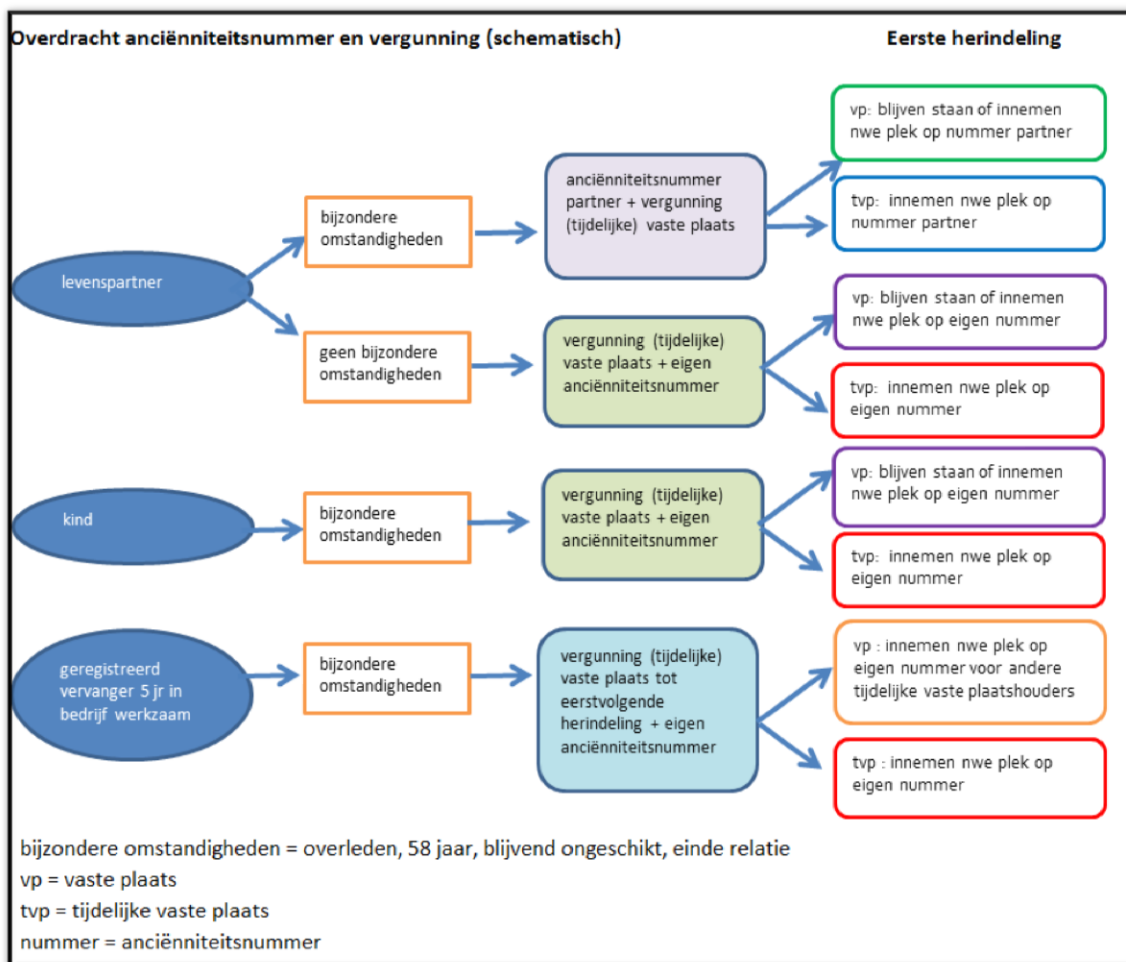 Overdracht anciënniteitsnummer en vergunning (schematisch)
Eerste herindeling
levenspartner
bijzondere
omstandigheden
anciënniteitsnummer
partner + vergunning
(tijdelijke) vaste plaats
vp: blijven staan of innemen
nwe plek op nummer partner
tvp: innemen nwe plek op
nummer partner
geen bijzondere
omstandigheden
vergunning (tijdelijke)
vaste plaats + eigen
anciënniteitsnummer
vp: blijven staan of innemen
nwe plek op eigen nummer
tvp: innemen nwe plek op
eigen nummer
kind
bijzondere
omstandigheden
vergunning (tijdelijke)
vaste plaats + eigen
anciënniteitsnummer
vp: blijven staan of innemen
nwe plek op eigen nummer
tvp: innemen nwe plek op
eigen nummer
geregistreerd
vervanger 5 jr in
bedrijf werkzaam
bijzondere
omstandigheden
vergunning (tijdelijke)
vaste plaats tot
eerstvolgende
herindeling + eigen
anciënniteitsnummer
vp : innemen nwe plek op
eigen nummer voor andere
tijdelijke vaste plaatshouders
tvp : innemen nwe plek op
eigen nummer
bijzondere omstandigheden = overleden, 58 jaar, blijvend ongeschikt, einde relatie
vp = vaste plaats
tvp = tijdelijke vaste plaats
nummer = anciënniteitsnummer